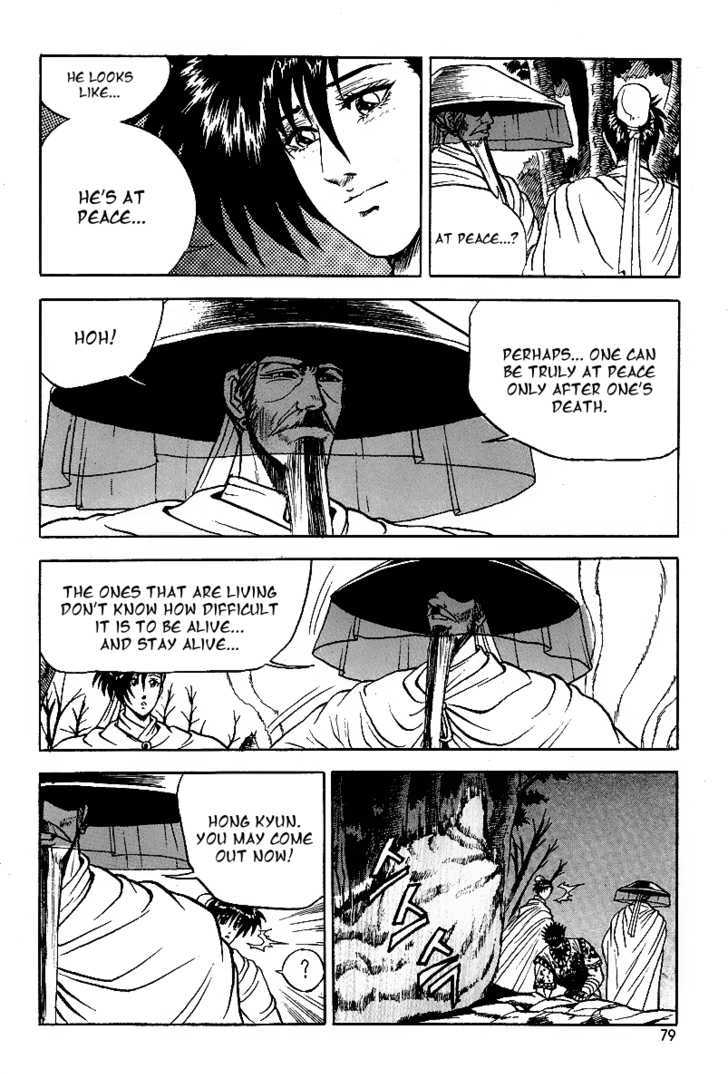 HE LOOKS
LIKE...
HE'S AT
PEACE...
AT PEACE...?
HOH!
PERHAPS... ONE CAN
BE TRULY AT PEACE
ONLY AFTER ONE'S
DEATH.
THE ONES THAT ARE LIVING
DON'T KNOW HOW DIFFICULT
IT IS TO BE ALIVE...
AND STAY ALIVE...
HONG KYUN.
YOU MAY COME
OUT NOW!
?
79